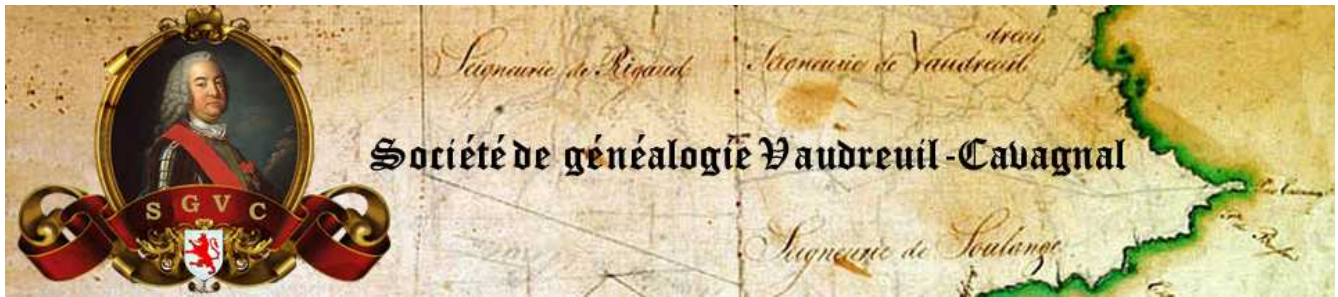 dreuil
Seigneurie de Rigaud
Seigneurie de Vaudreuil
Société de généalogie Vaudreuil-Cavagnal
S G V C
Seigneurie de Soulange